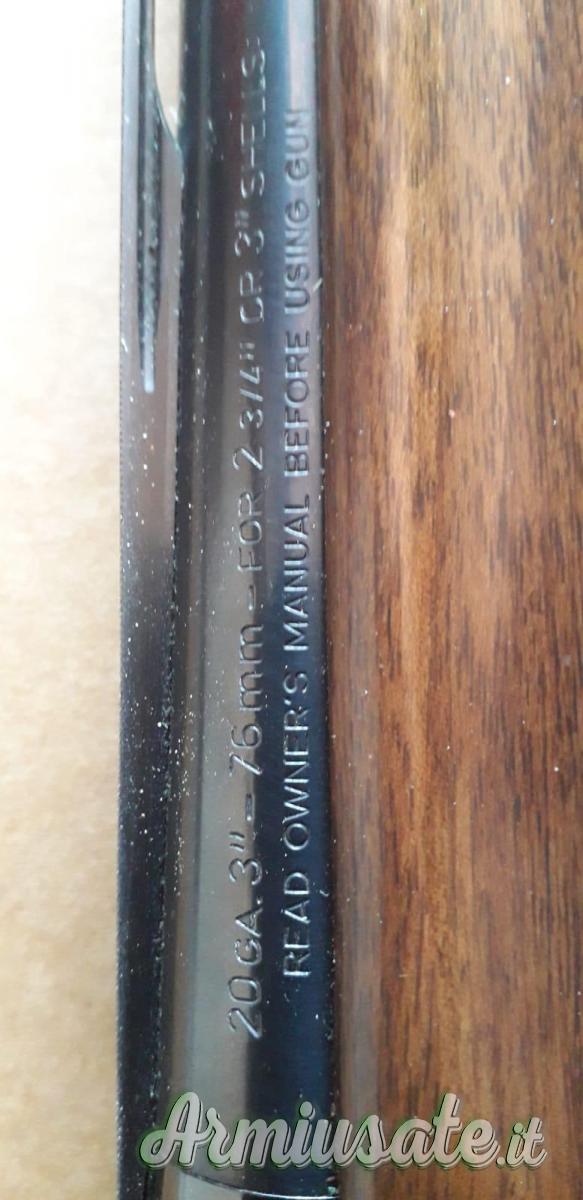 20 GA. 3" - 76 mm - FOR 2 3/4" OR 3" SHELLS
READ OWNER'S MANUAL BEFORE USING GUN
Armiusate.it